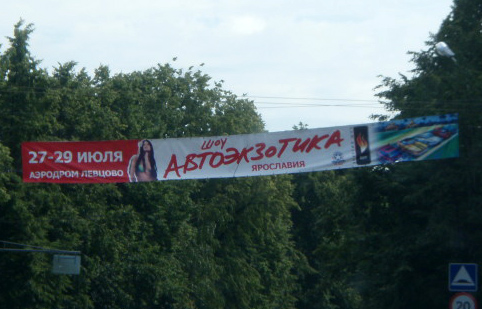 27-29 ИЮЛЯ
АЭРОДРОМ ЛЕВЦОВО
ШОУ
АВТОЭКЗОТИКА
ЯРОСЛАВИЯ
20